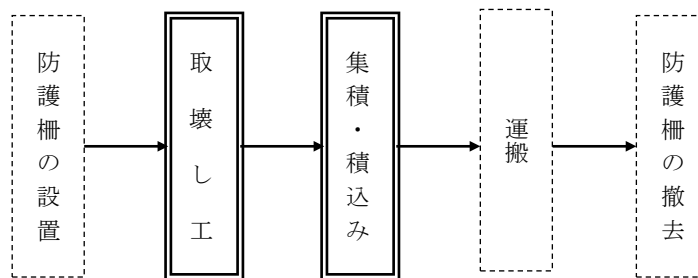 防護柵の設置
取壊し工
集積・積込み
運搬
防護柵の撤去